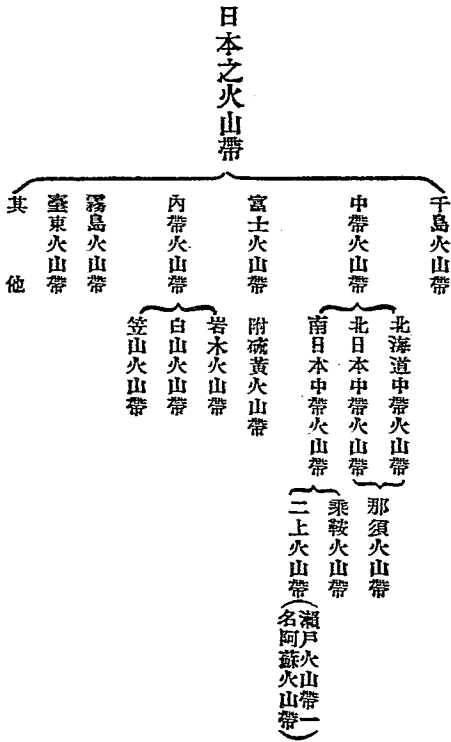 日本之火山帶
千島火山帶
中帶火山帶
北海道中帶火山帶
北日本中帶火山帶
那須火山帶
南日本中帶火山帶
乘鞍火山帶
二上火山帶(瀨戶火山帶一
名阿蘇火山帶)
富士火山帶
附硫黃火山帶
內帶火山帶
岩木火山帶
白山火山帶
笠山火山帶
霧島火山帶
臺東火山帶
其他